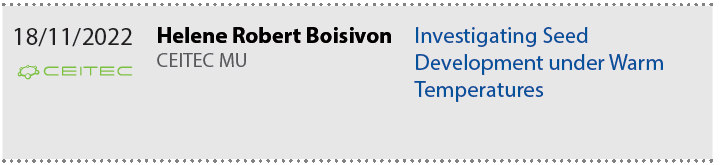 18/11/2022
CEITEC
Helene Robert Boisivon
CEITEC MU
Investigating Seed
Development under Warm
Temperatures